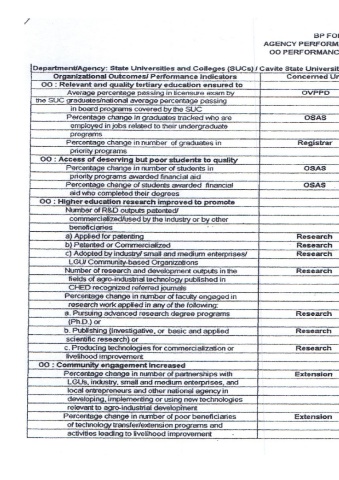 BP FO
AGENCY PERFORM
OO PERFORMANC
Department/Agency: State Universities and Colleges (SUCs) / Cavite State Universit
Organizational Outcomes/ Performance Indicators Concerned Un
OO : Relevant and quality tertiary education ensured to
Average percentage passing in licensure exam by OVPPD
the SUC graduates/national average percentage passing
in board programs covered by the SUC
Percentage change in graduates tracked who are OSAS
employed in jobs related to their undergraduate
programs
Percentage change in number of graduates in Registrar
priority programs
OO : Access of deserving but poor students to quality
Percentage change in number of students in OSAS
priority programs awarded financial aid
Percentage change of students awarded financial OSAS
aid who completed their degrees
OO : Higher education research improved to promote
Number of R&D outputs patented/
commercialized/used by the industry or by other
beneficiaries
a) Applied for patenting Research
b) Patented or Commercialized Research
c) Adopted by industry/ small and medium enterprises/ Research
LGU/ Community-based Organizations
Number of research and development outputs in the Research
fields of agro-industrial technology published in
CHED recognized referred journals
Percentage change in number of faculty engaged in
research work applied in any of the following:
a. Pursuing advanced research degree programs Research
(Ph.D.) or
b. Publishing (investigative, or basic and applied Research
scientific research) or
c. Producing technologies for commercialization or Research
livelihood improvement
OO : Community engagement increased
Percentage change in number of partnerships with Extension
LGUs, industry, small and medium enterprises, and
local entrepreneurs and other national agency in
developing, implementing or using new technologies
relevant to agro-industrial development
Percentage change in number of poor beneficiaries Extension
of technology transfer/extension programs and
activities leading to livelihood improvement